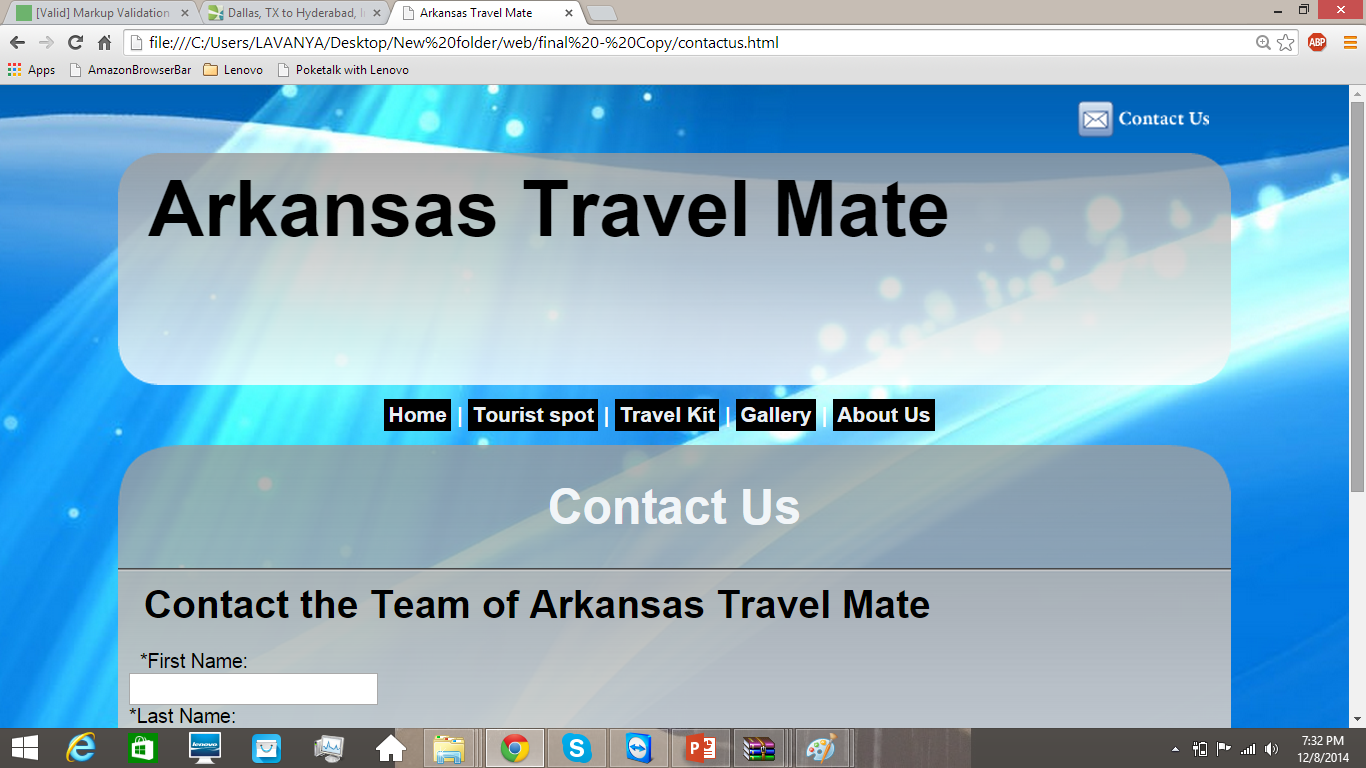 [Valid] Markup Validation
Dallas, TX to Hyderabad, I
Arkansas Travel Mate
file:///C:/Users/LAVANYA/Desktop/New%20folder/web/final%20-%20Copy/contactus.html
ABP
Apps AmazonBrowserBar Lenovo Poketalk with Lenovo
Contact Us
Arkansas Travel Mate
Home | Tourist spot | Travel Kit | Gallery | About Us
Contact Us
Contact the Team of Arkansas Travel Mate
*First Name:
*Last Name:
lenovo
7:32 PM
12/8/2014